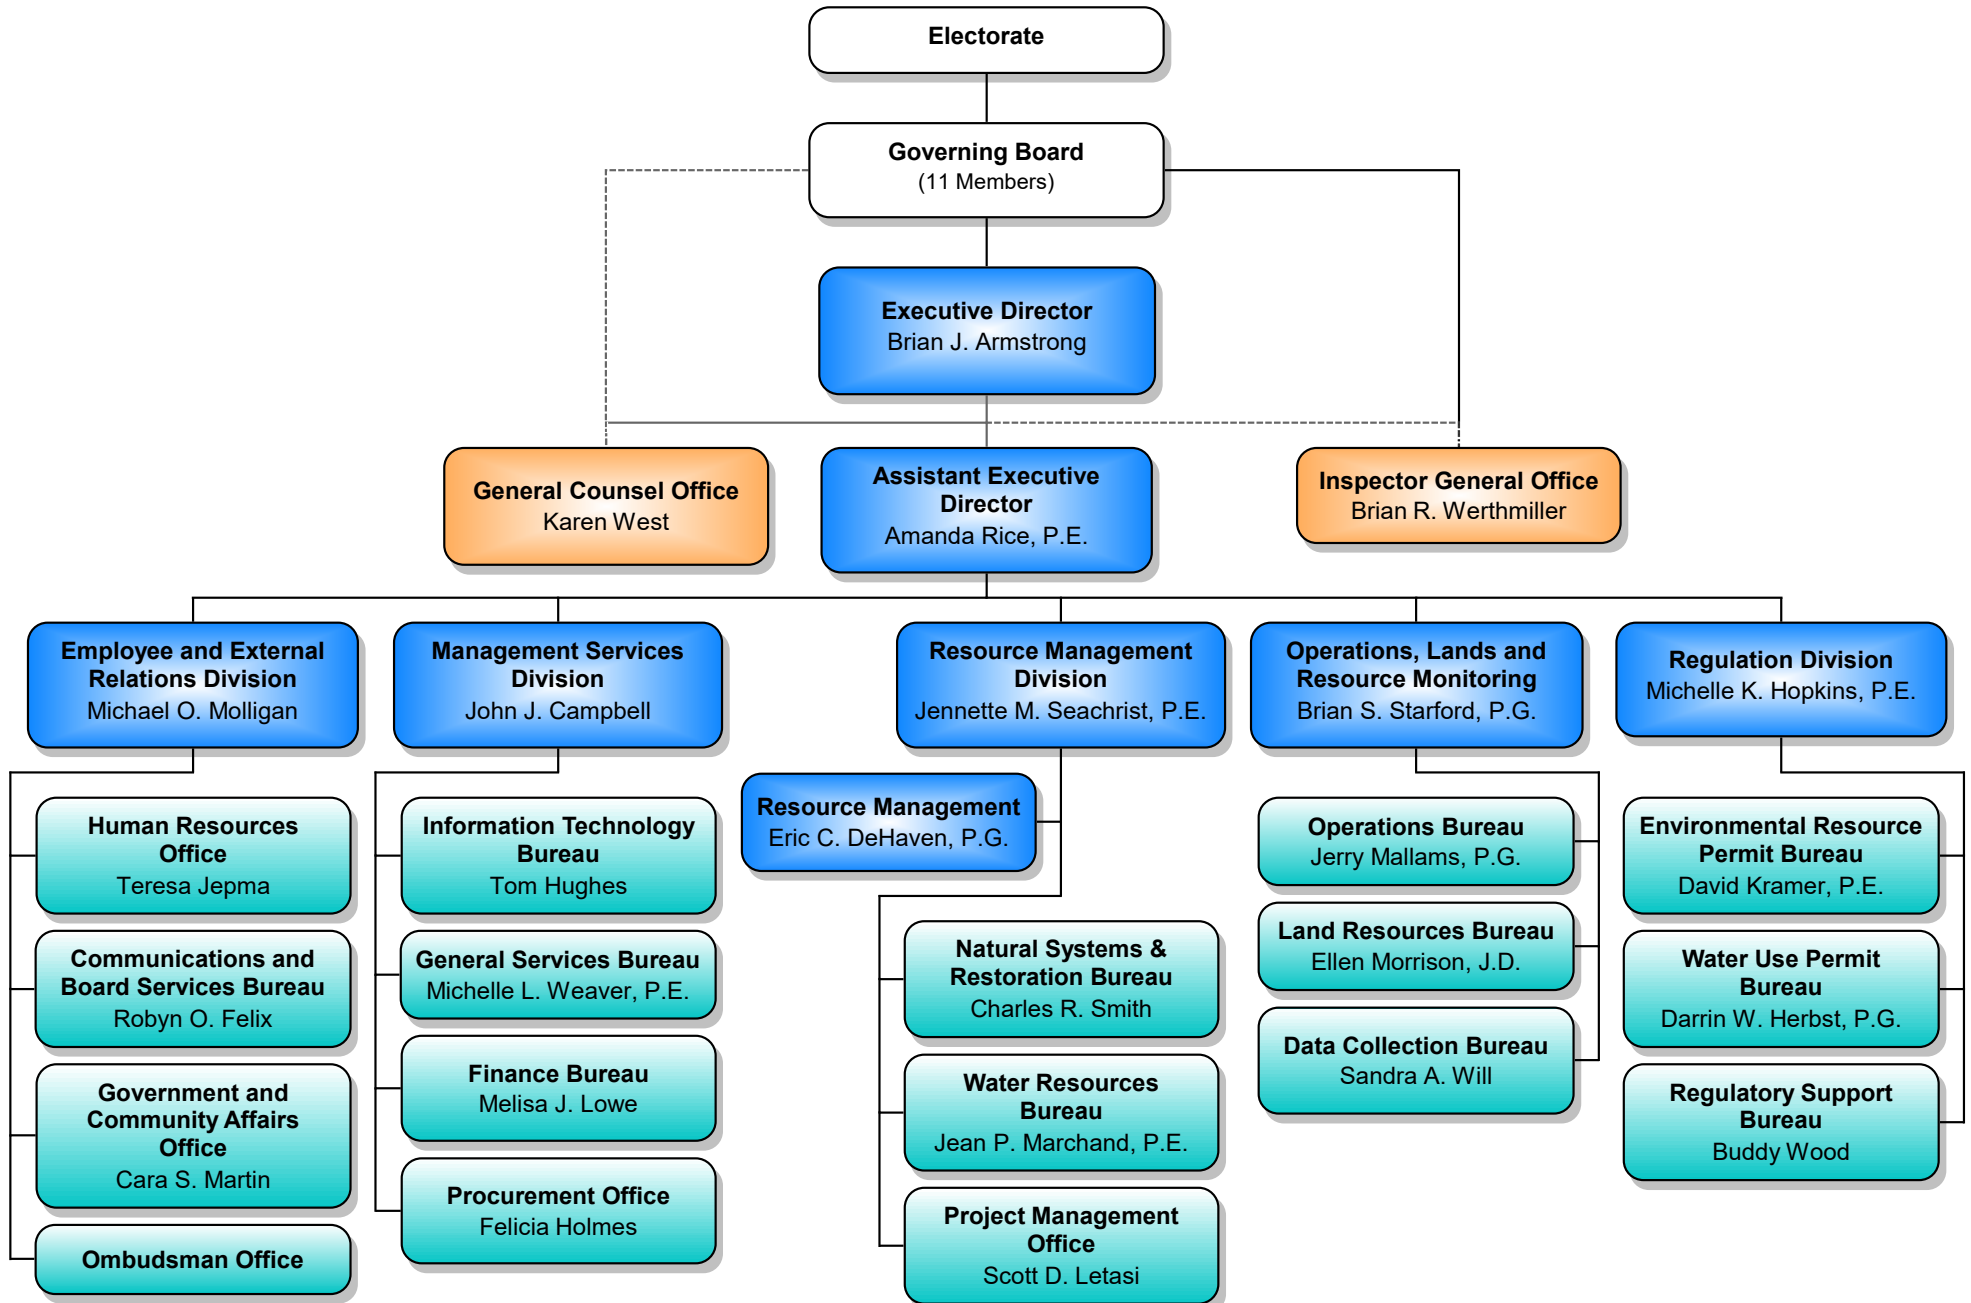 Electorate
Governing Board
(11 Members)
Executive Director
Brian J. Armstrong
General Counsel Office
Karen West
Assistant Executive
Director
Amanda Rice, P.E.
Inspector General Office
Brian R. Werthmiller
Employee and External
Relations Division
Michael O. Molligan
Management Services
Division
John J. Campbell
Resource Management
Division
Jennette M. Seachrist, P.E.
Operations, Lands and
Resource Monitoring
Brian S. Starford, P.G.
Regulation Division
Michelle K. Hopkins, P.E.
Human Resources
Office
Teresa Jepma
Communications and
Board Services Bureau
Robyn O. Felix
Government and
Community Affairs
Office
Cara S. Martin
Ombudsman Office
Information Technology
Bureau
Tom Hughes
General Services Bureau
Michelle L. Weaver, P.E.
Finance Bureau
Melisa J. Lowe
Procurement Office
Felicia Holmes
Resource Management
Eric C. DeHaven, P.G.
Natural Systems &
Restoration Bureau
Charles R. Smith
Water Resources
Bureau
Jean P. Marchand, P.E.
Project Management
Office
Scott D. Letasi
Operations Bureau
Jerry Mallams, P.G.
Land Resources Bureau
Ellen Morrison, J.D.
Data Collection Bureau
Sandra A. Will
Environmental Resource
Permit Bureau
David Kramer, P.E.
Water Use Permit
Bureau
Darrin W. Herbst, P.G.
Regulatory Support
Bureau
Buddy Wood